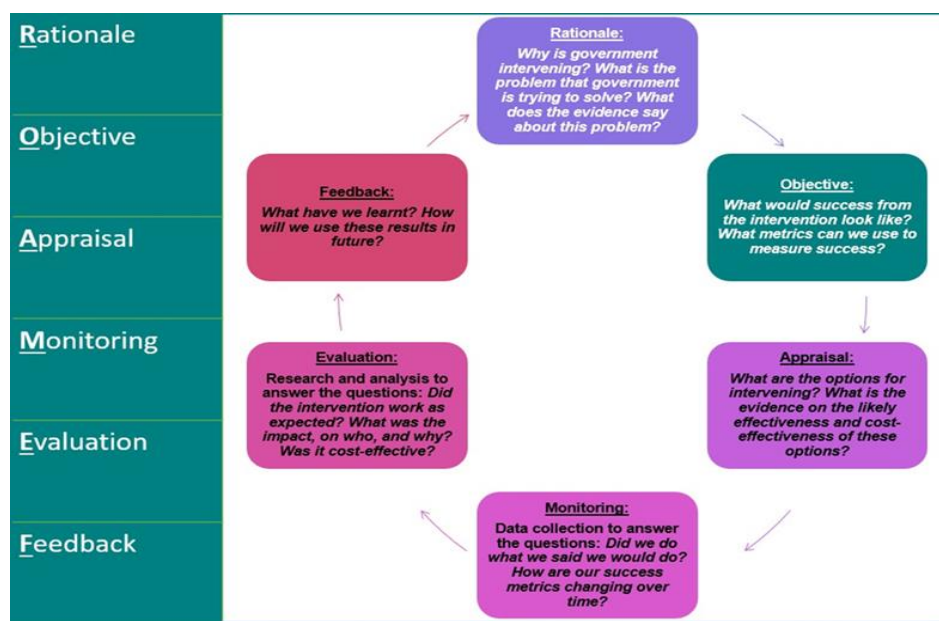 Rationale
Objective
Appraisal
Monitoring
Evaluation
Feedback
Rationale:
Why is government
intervening? What is the
problem that government
is trying to solve? What
does the evidence say
about this problem?
Objective:
What would success from
the intervention look like?
What metrics can we use to
measure success?
Appraisal:
What are the options for
intervening? What is the
evidence on the likely
effectiveness and cost-
effectiveness of these
options?
Monitoring:
Data collection to answer
the questions: Did we do
what we said we would do?
How are our success
metrics changing over
time?
Evaluation:
Research and analysis to
answer the questions: Did
the intervention work as
expected? What was the
impact, on who, and why?
Was it cost-effective?
Feedback:
What have we learnt? How
will we use these results in
future?